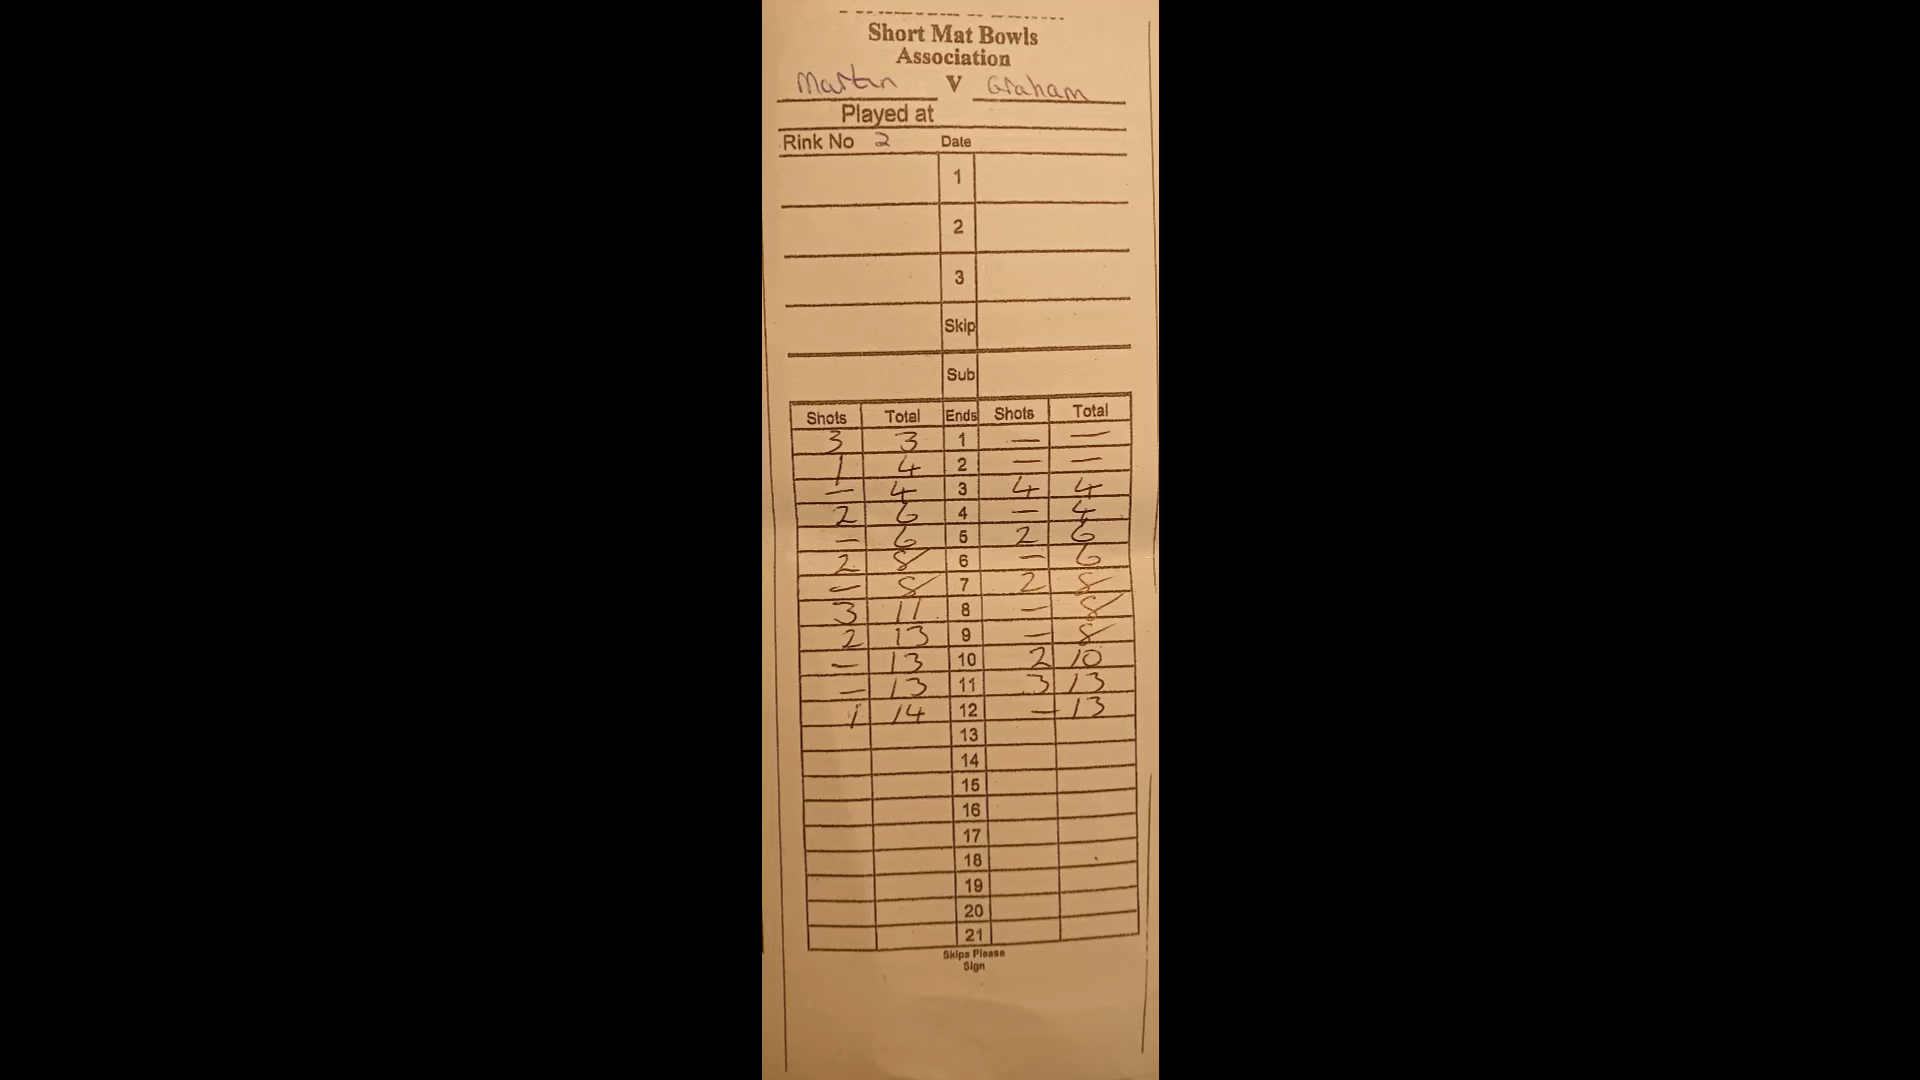 Short Mat Bowls
Association
Martin V Graham
Played at
Rink No 2 Date
1
2
3
Skip
Sub
Shots Total Ends Shots Total
3 3 1 — —
1 4 2 — —
— 4 3 4 4
2 6 4 — 4
— 6 5 2 6
2 8 6 — 6
— 8 7 2 8
3 11 8 — 8
2 13 9 — 8
— 13 10 2 10
— 13 11 3 13
1 14 12 — 13
13
14
15
16
17
18
19
20
21
Skips Please
Sign